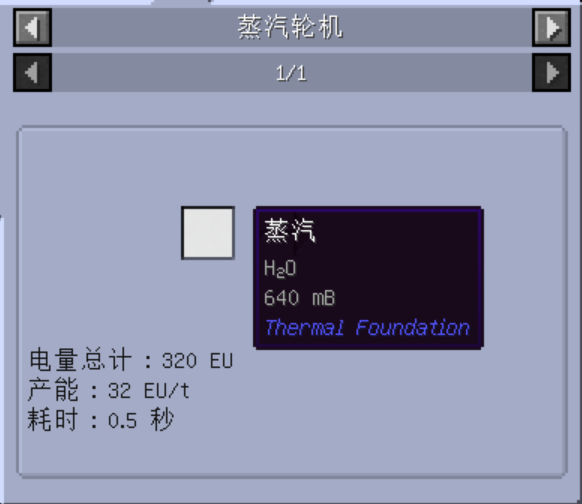 蒸汽轮机
1/1
蒸汽
H₂O
640 mB
Thermal Foundation
电量总计：320 EU
产能：32 EU/t
耗时：0.5 秒